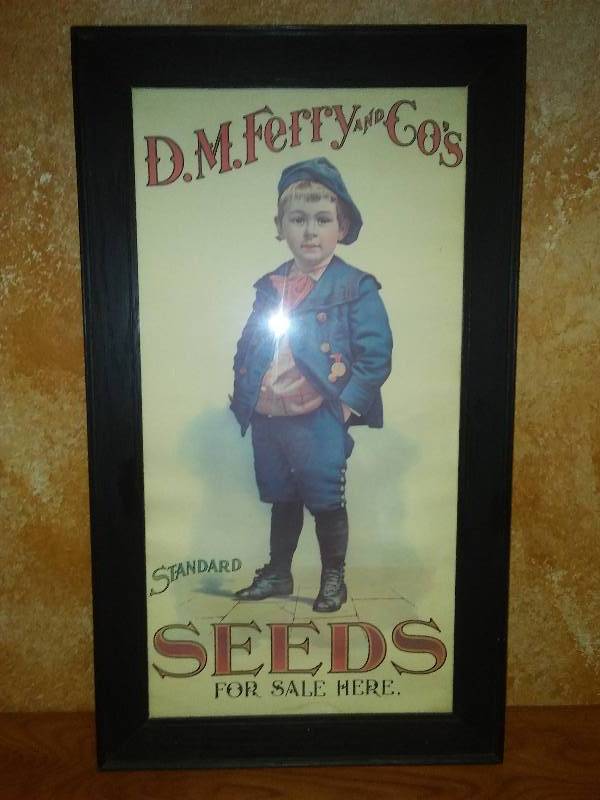 D.M. Ferry AND Co's
STANDARD
SEEDS
FOR SALE HERE.